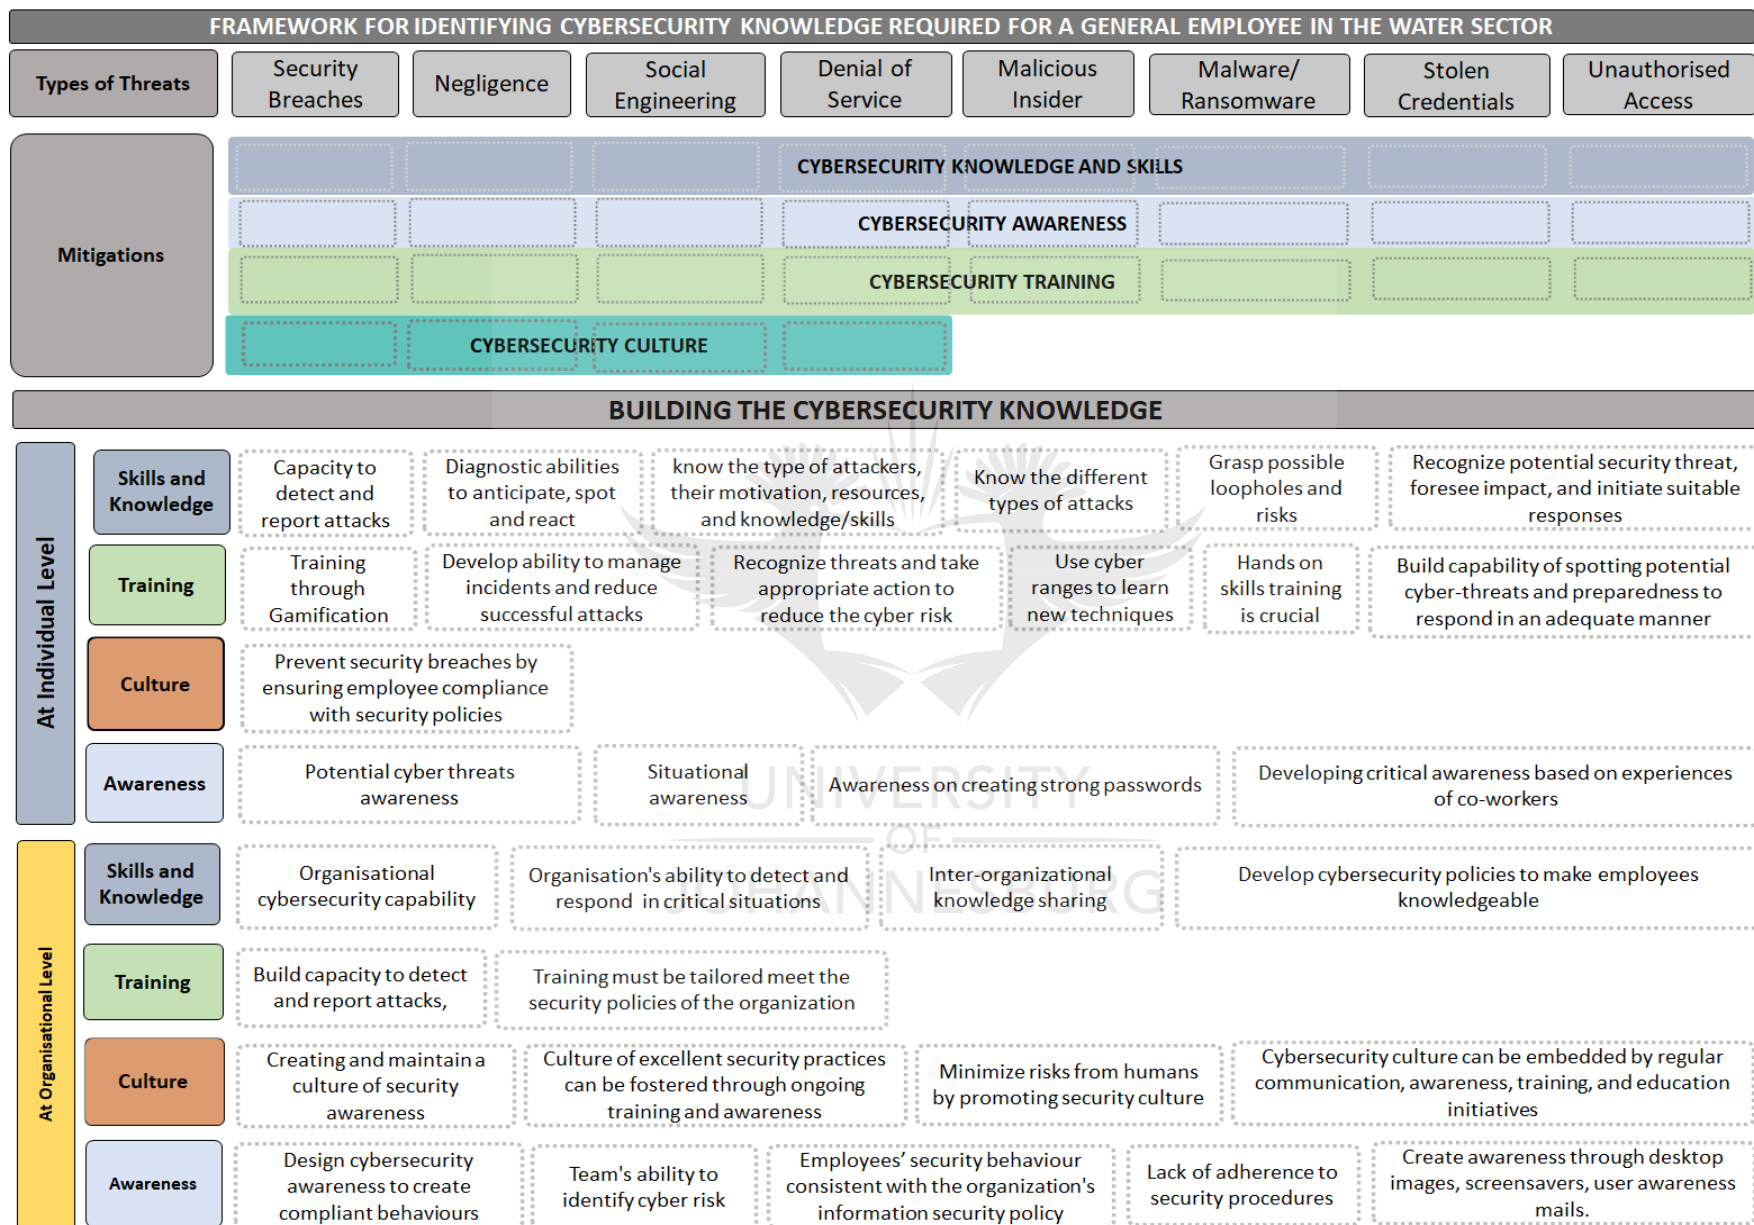 FRAMEWORK FOR IDENTIFYING CYBERSECURITY KNOWLEDGE REQUIRED FOR A GENERAL EMPLOYEE IN THE WATER SECTOR
Types of Threats
Security
Breaches
Negligence
Social
Engineering
Denial of
Service
Malicious
Insider
Malware/
Ransomware
Stolen
Credentials
Unauthorised
Access
Mitigations
CYBERSECURITY KNOWLEDGE AND SKILLS
CYBERSECURITY AWARENESS
CYBERSECURITY TRAINING
CYBERSECURITY CULTURE
BUILDING THE CYBERSECURITY KNOWLEDGE
At Individual Level
Skills and
Knowledge
Capacity to
detect and
report attacks
Diagnostic abilities
to anticipate, spot
and react
know the type of attackers,
their motivation, resources,
and knowledge/skills
Know the different
types of attacks
Grasp possible
loopholes and
risks
Recognize potential security threat,
foresee impact, and initiate suitable
responses
Training
Training
through
Gamification
Develop ability to manage
incidents and reduce
successful attacks
Recognize threats and take
appropriate action to
reduce the cyber risk
Use cyber
ranges to learn
new techniques
Hands on
skills training
is crucial
Build capability of spotting potential
cyber-threats and preparedness to
respond in an adequate manner
Culture
Prevent security breaches by
ensuring employee compliance
with security policies
Awareness
Potential cyber threats
awareness
Situational
awareness
Awareness on creating strong passwords
Developing critical awareness based on experiences
of co-workers
UNIVERSITY
OF
JOHANNESBURG
At Organisational Level
Skills and
Knowledge
Organisational
cybersecurity capability
Organisation's ability to detect and
respond in critical situations
Inter-organizational
knowledge sharing
Develop cybersecurity policies to make employees
knowledgeable
Training
Build capacity to detect
and report attacks,
Training must be tailored meet the
security policies of the organization
Culture
Creating and maintain a
culture of security
awareness
Culture of excellent security practices
can be fostered through ongoing
training and awareness
Minimize risks from humans
by promoting security culture
Cybersecurity culture can be embedded by regular
communication, awareness, training, and education
initiatives
Awareness
Design cybersecurity
awareness to create
compliant behaviours
Team's ability to
identify cyber risk
Employees’ security behaviour
consistent with the organization's
information security policy
Lack of adherence to
security procedures
Create awareness through desktop
images, screensavers, user awareness
mails.